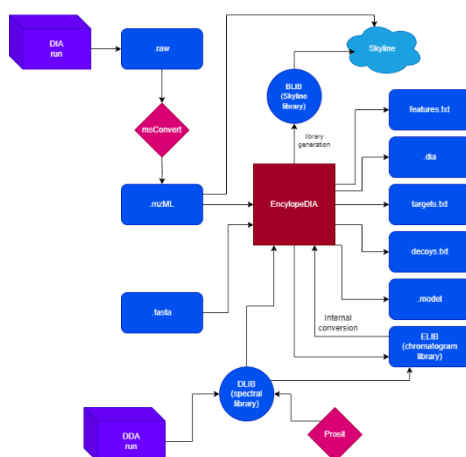 DIA
run
.raw
Skyline
BLIB
(Skyline
library)
features.txt
msConvert
library
generation
.dia
.mzML
EncylopeDIA
targets.txt
decoys.txt
.fasta
.model
Internal
conversion
ELIB
(chromatogram
library)
DLIB
(spectral
library)
DDA
run
Prosit